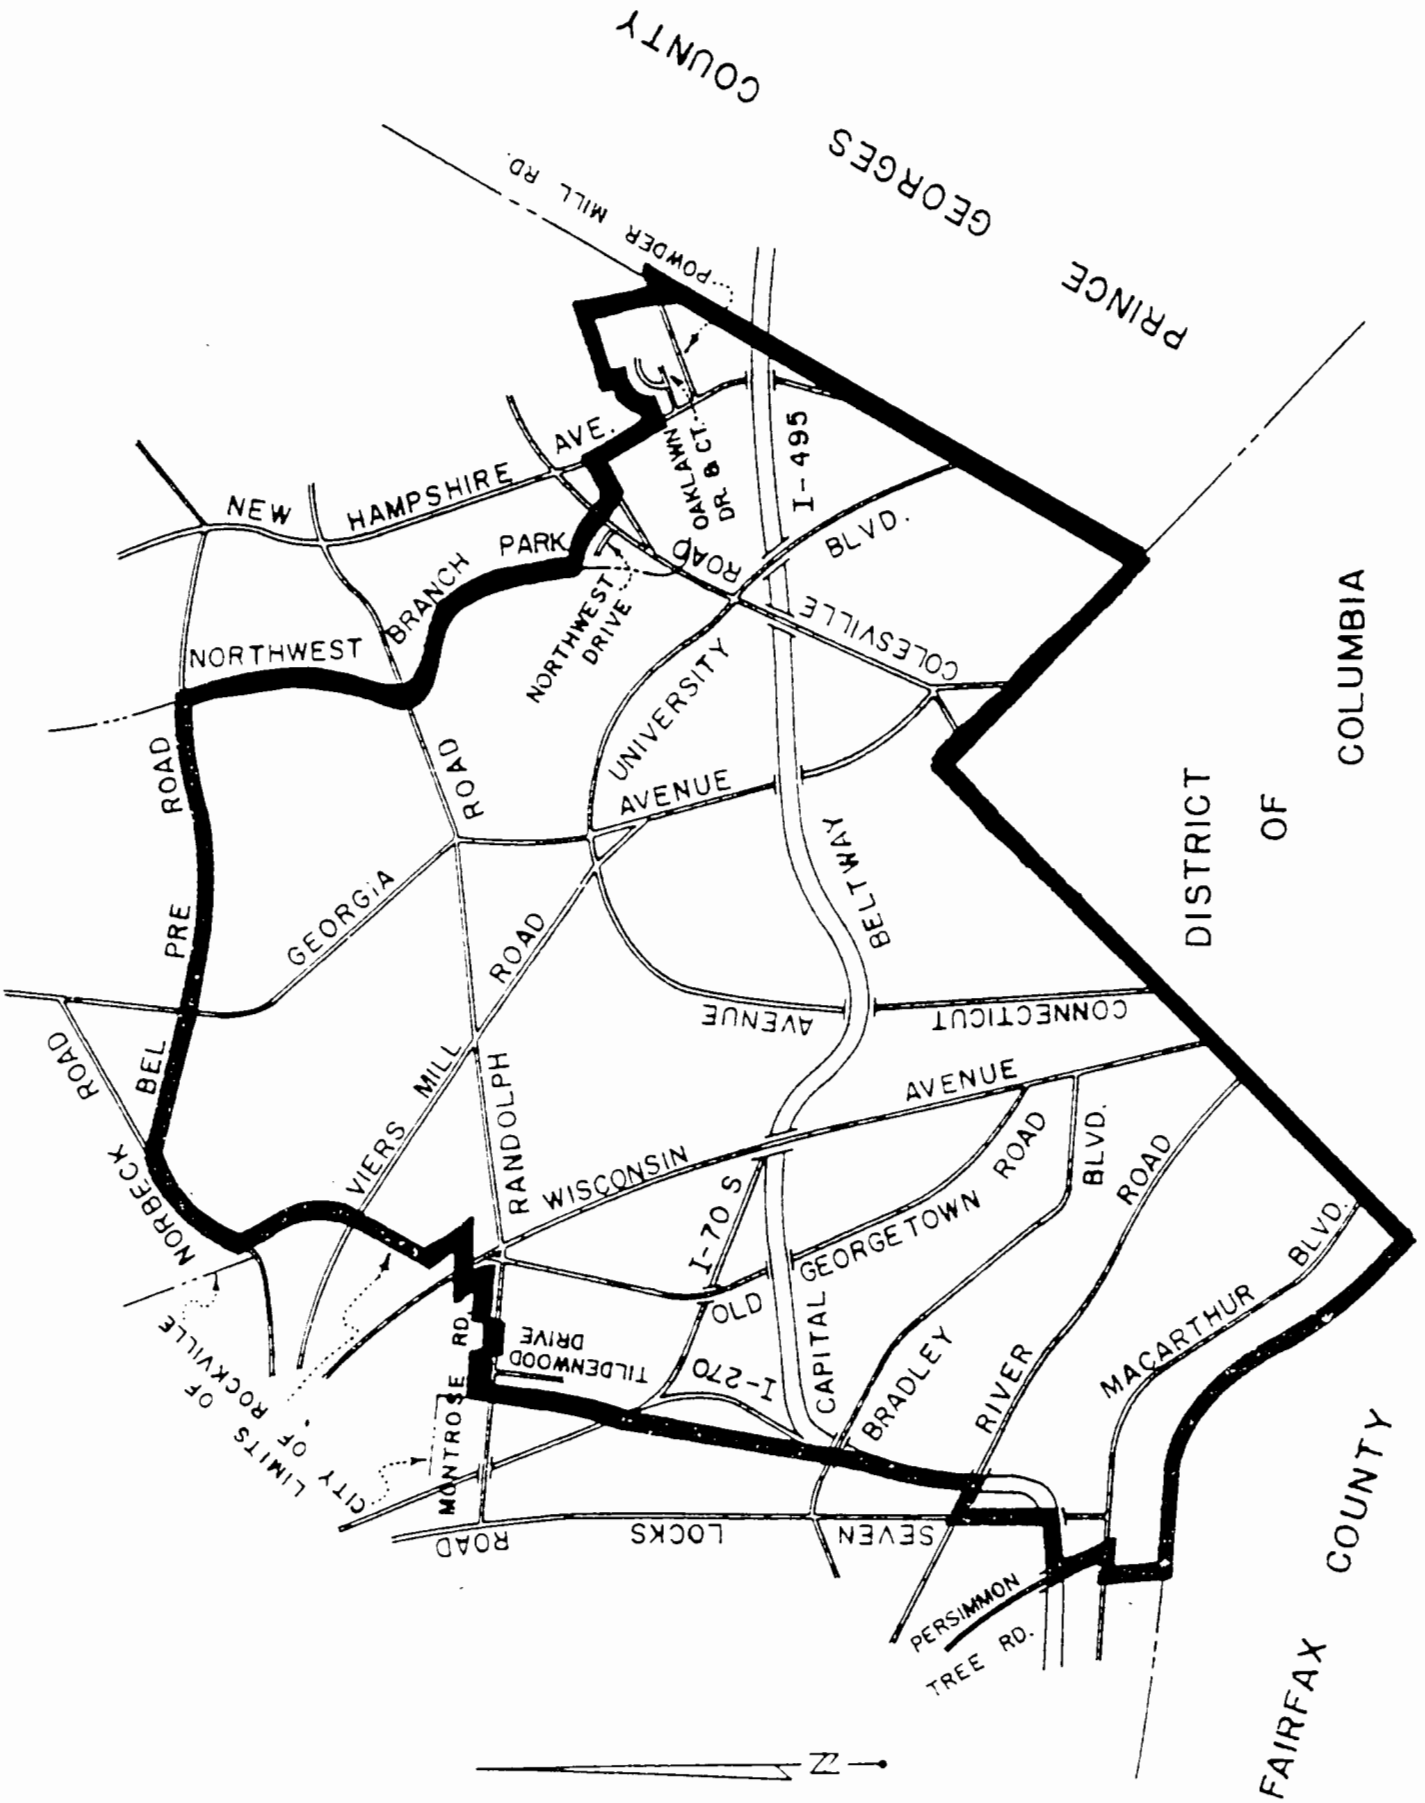 PRINCE GEORGES COUNTY
POWDER MILL RD.
NEW HAMPSHIRE AVE.
OAKLAWN
DR. & CT.
I-495
NORTHWEST BRANCH PARK
NORTHWEST
DRIVE
COLESVILLE ROAD
UNIVERSITY BLVD.
DISTRICT
OF
COLUMBIA
BEL PRE ROAD
GEORGIA AVENUE
RANDOLPH ROAD
VIERS MILL ROAD
CAPITAL BELTWAY
CONNECTICUT AVENUE
NORBECK ROAD
WISCONSIN AVENUE
I-70 S
OLD GEORGETOWN ROAD
BRADLEY BLVD.
RIVER ROAD
MACARTHUR BLVD.
LIMITS OF
CITY OF ROCKVILLE
MONTROSE RD.
TILDENWOOD
DRIVE
I-270
SEVEN LOCKS ROAD
PERSIMMON
TREE RD.
FAIRFAX COUNTY
N